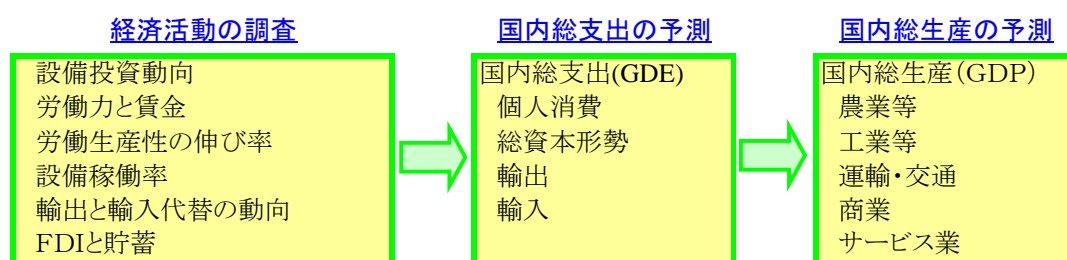 経済活動の調査
設備投資動向
労働力と賃金
労働生産性の伸び率
設備稼働率
輸出と輸入代替の動向
FDIと貯蓄
国内総支出の予測
国内総支出(GDE)
個人消費
総資本形勢
輸出
輸入
国内総生産の予測
国内総生産(GDP)
農業等
工業等
運輸・交通
商業
サービス業